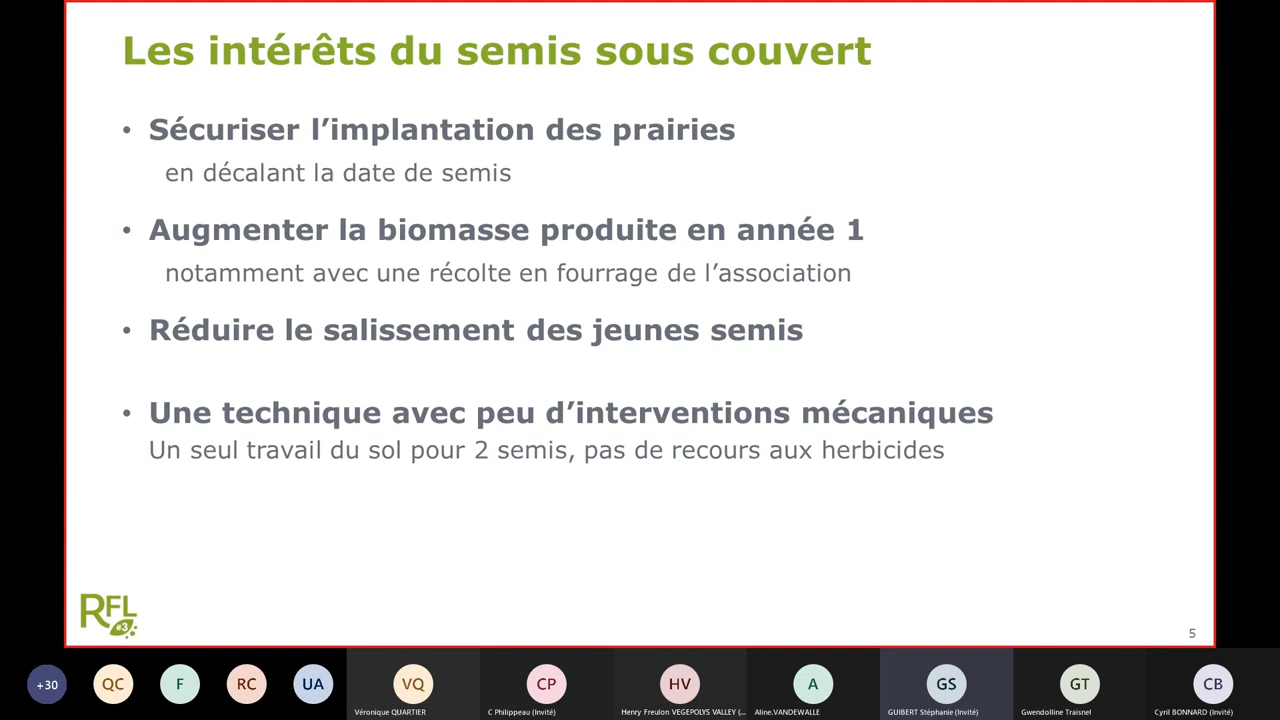 Les intérêts du semis sous couvert
• Sécuriser l’implantation des prairies
en décalant la date de semis
• Augmenter la biomasse produite en année 1
notamment avec une récolte en fourrage de l’association
• Réduire le salissement des jeunes semis
• Une technique avec peu d’interventions mécaniques
Un seul travail du sol pour 2 semis, pas de recours aux herbicides
RFL
#3
5
+30
QC
F
RC
UA
VQ
CP
HV
A
GS
GT
CB
Véronique QUARTIER
C Philippeau (Invité)
Henry Freulon VEGEPOLYS VALLEY (...
Aline.VANDEWALLE
GUIBERT Stéphanie (Invité)
Gwendolline Traisnel
Cyril BONNARD (Invité)